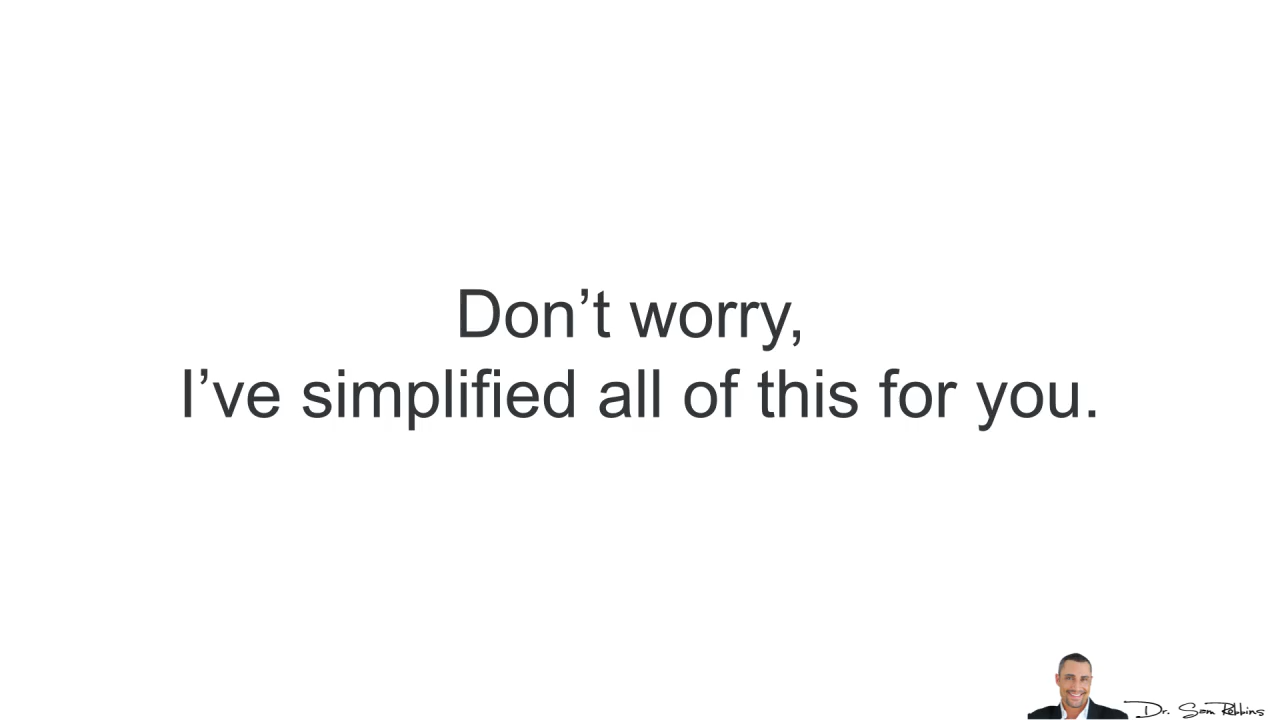 Don’t worry,
I’ve simplified all of this for you.
Dr. Sam Robbins